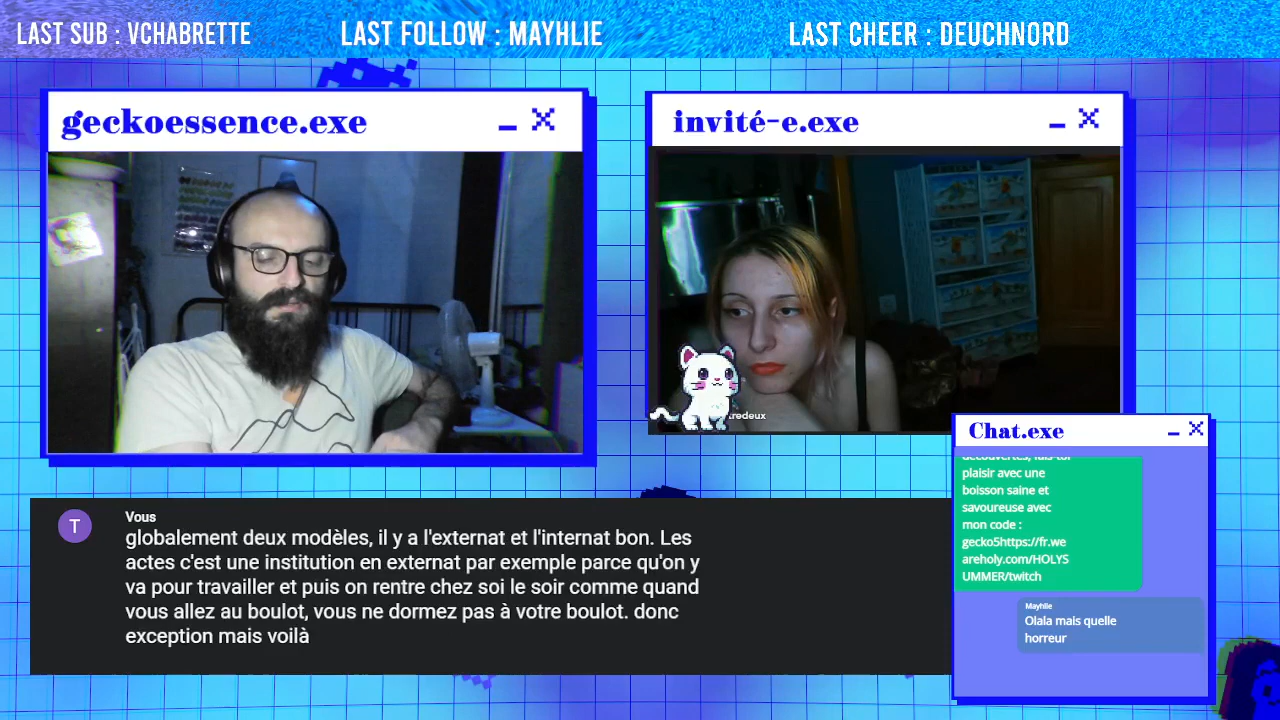 LAST SUB : VCHABRETTE
LAST FOLLOW : MAYHLIE
LAST CHEER : DEUCHNORD
geckoessence.exe
invité-e.exe
redeux
Vous
T
globalement deux modèles, il y a l'externat et l'internat bon. Les
actes c'est une institution en externat par exemple parce qu'on y
va pour travailler et puis on rentre chez soi le soir comme quand
vous allez au boulot, vous ne dormez pas à votre boulot. donc
exception mais voilà
Chat.exe
plaisir avec une
boisson saine et
savoureuse avec
mon code :
gecko5https://fr.we
areholy.com/HOLYS
UMMER/twitch
Mayhlie
Olala mais quelle
horreur